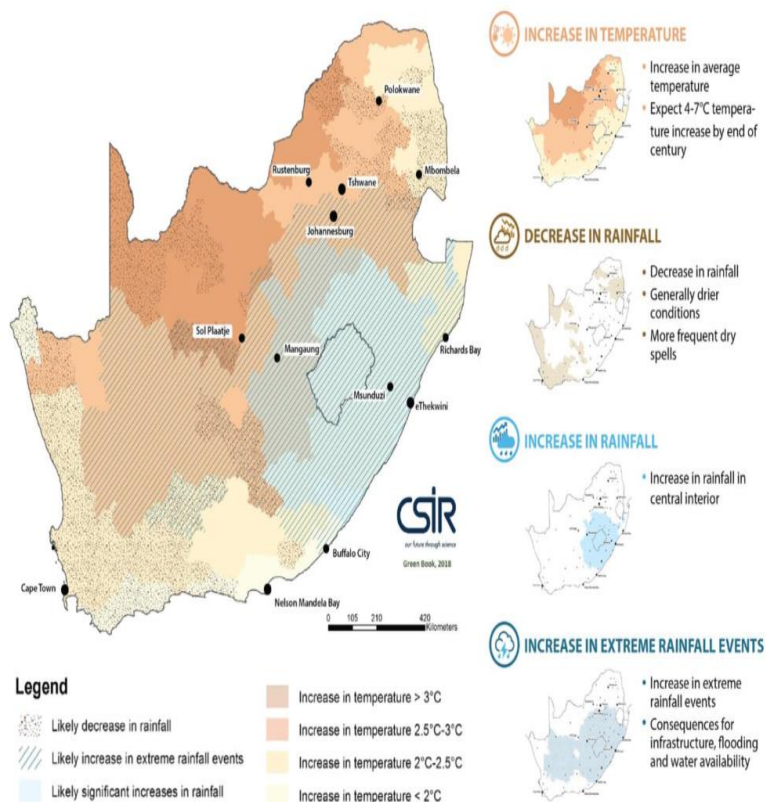 Polokwane
Mbombela
Rustenburg
Tshwane
Johannesburg
Sol Plaatje
Mangaung
Richards Bay
Msunduzi
eThekwini
CSIR
our future through science
Green Book, 2018
Buffalo City
Cape Town
Nelson Mandela Bay
0 105 210 420
Kilometers
Legend
Likely decrease in rainfall
Likely increase in extreme rainfall events
Likely significant increases in rainfall
Increase in temperature > 3°C
Increase in temperature 2.5°C-3°C
Increase in temperature 2°C-2.5°C
Increase in temperature < 2°C
INCREASE IN TEMPERATURE
• Increase in average
temperature
• Expect 4-7°C tempera-
ture increase by end of
century
DECREASE IN RAINFALL
• Decrease in rainfall
• Generally drier
conditions
• More frequent dry
spells
INCREASE IN RAINFALL
• Increase in rainfall in
central interior
INCREASE IN EXTREME RAINFALL EVENTS
• Increase in extreme
rainfall events
• Consequences for
infrastructure, flooding
and water availability